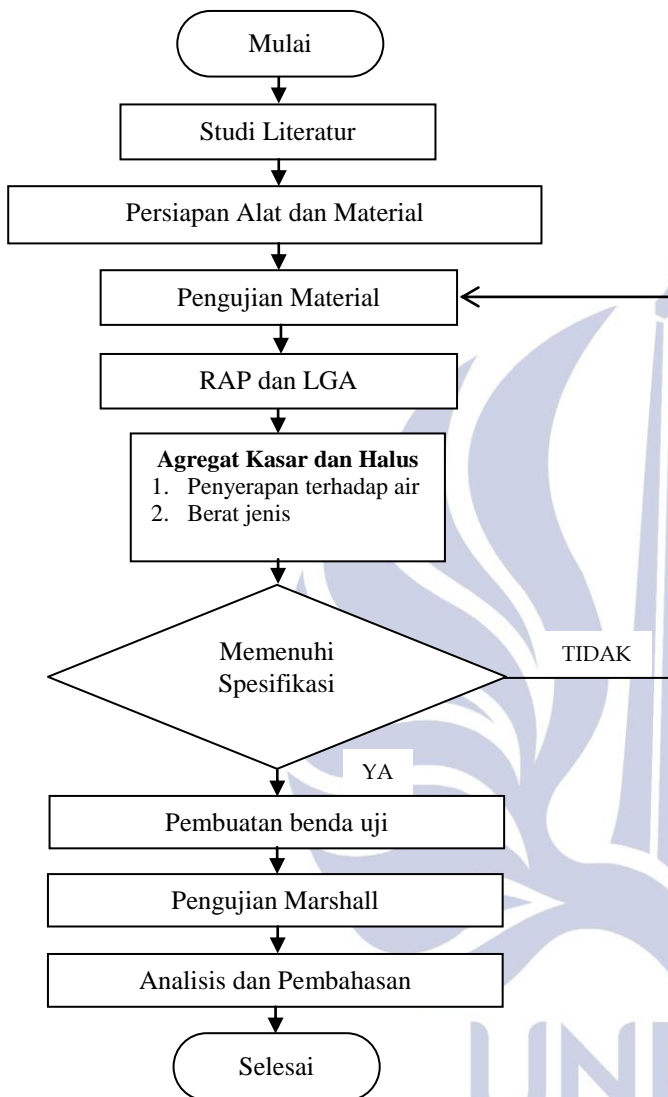 Mulai
Studi Literatur
Persiapan Alat dan Material
Pengujian Material
RAP dan LGA
Agregat Kasar dan Halus
1. Penyerapan terhadap air
2. Berat jenis
Memenuhi
Spesifikasi
TIDAK
YA
Pembuatan benda uji
Pengujian Marshall
Analisis dan Pembahasan
Selesai
UNE